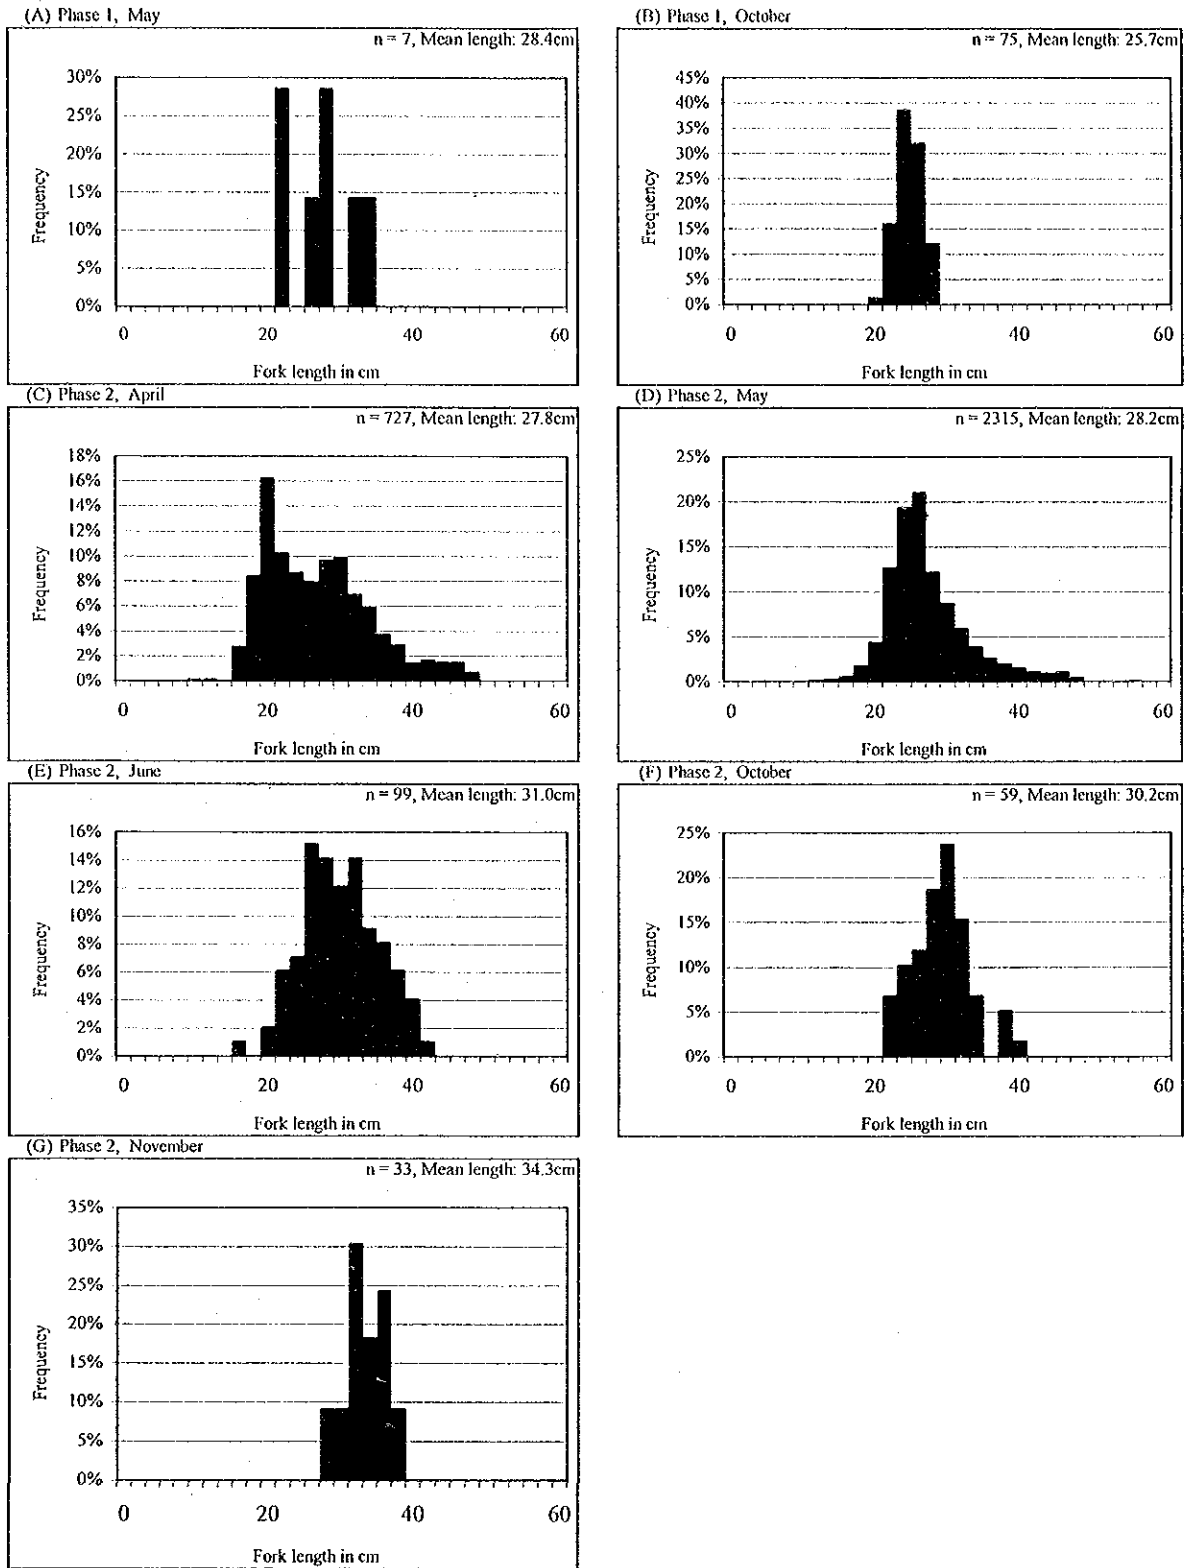 (A) Phase 1, May
n = 7, Mean length: 28.4cm
30%
25%
20%
15%
10%
5%
0%
Frequency
0 20 40 60
Fork length in cm
(B) Phase 1, October
n = 75, Mean length: 25.7cm
45%
40%
35%
30%
25%
20%
15%
10%
5%
0%
Frequency
0 20 40 60
Fork length in cm
(C) Phase 2, April
n = 727, Mean length: 27.8cm
18%
16%
14%
12%
10%
8%
6%
4%
2%
0%
Frequency
0 20 40 60
Fork length in cm
(D) Phase 2, May
n = 2315, Mean length: 28.2cm
25%
20%
15%
10%
5%
0%
Frequency
0 20 40 60
Fork length in cm
(E) Phase 2, June
n = 99, Mean length: 31.0cm
16%
14%
12%
10%
8%
6%
4%
2%
0%
Frequency
0 20 40 60
Fork length in cm
(F) Phase 2, October
n = 59, Mean length: 30.2cm
25%
20%
15%
10%
5%
0%
Frequency
0 20 40 60
Fork length in cm
(G) Phase 2, November
n = 33, Mean length: 34.3cm
35%
30%
25%
20%
15%
10%
5%
0%
Frequency
0 20 40 60
Fork length in cm